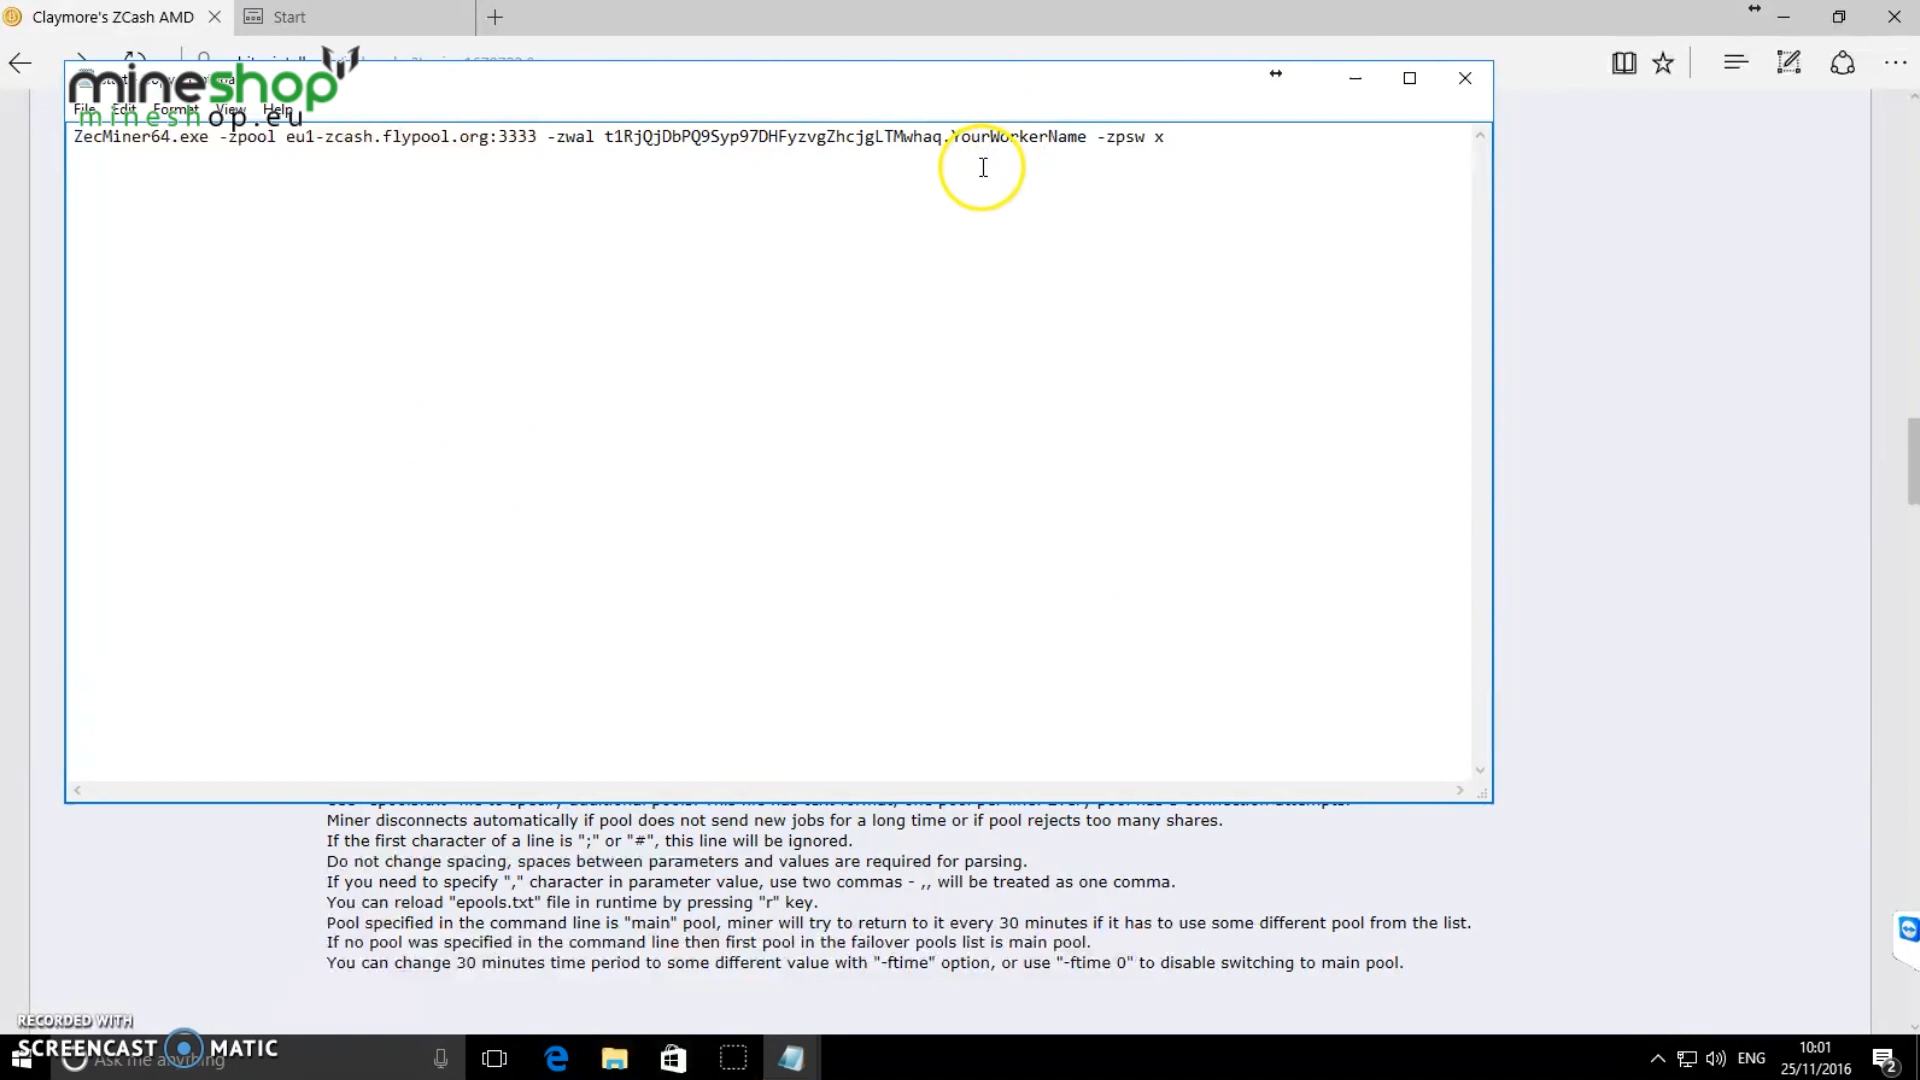 Claymore's ZCash AMD
Start
mineshop
mineshop.eu
File Edit Format View Help
ZecMiner64.exe -zpool eu1-zcash.flypool.org:3333 -zwal t1RjQjDbPQ9Syp97DHFyzvgZhcjgLTMwhaq.YourWorkerName -zpsw x
Miner disconnects automatically if pool does not send new jobs for a long time or if pool rejects too many shares.
If the first character of a line is ";" or "#", this line will be ignored.
Do not change spacing, spaces between parameters and values are required for parsing.
If you need to specify "," character in parameter value, use two commas - ,, will be treated as one comma.
You can reload "epools.txt" file in runtime by pressing "r" key.
Pool specified in the command line is "main" pool, miner will try to return to it every 30 minutes if it has to use some different pool from the list.
If no pool was specified in the command line then first pool in the failover pools list is main pool.
You can change 30 minutes time period to some different value with "-ftime" option, or use "-ftime 0" to disable switching to main pool.
RECORDED WITH
SCREENCAST MATIC
Ask me anything
ENG
10:01
25/11/2016
2